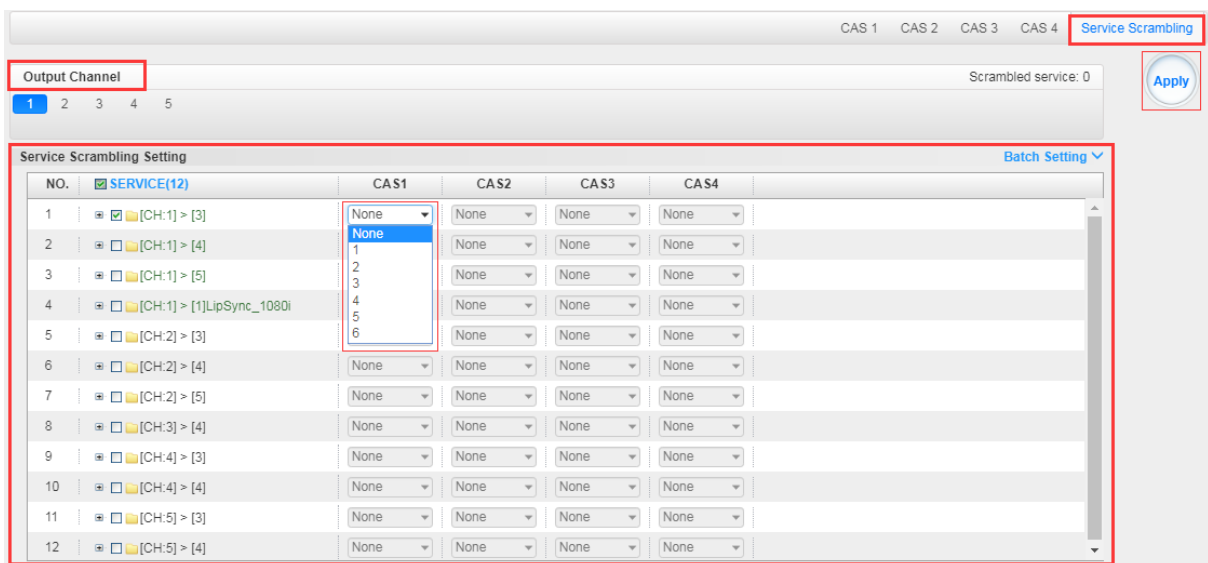 CAS 1 CAS 2 CAS 3 CAS 4 Service Scrambling
Output Channel Scrambled service: 0 Apply
1 2 3 4 5
Service Scrambling Setting Batch Setting
NO. SERVICE(12) CAS1 CAS2 CAS3 CAS4
1 [CH:1] > [3] None None None None
None
2 [CH:1] > [4] 1 None None None
2
3 [CH:1] > [5] 3 None None None
4 [CH:1] > [1]LipSync_1080i 4 None None None
5
5 [CH:2] > [3] 6 None None None
6 [CH:2] > [4] None None None None
7 [CH:2] > [5] None None None None
8 [CH:3] > [4] None None None None
9 [CH:4] > [3] None None None None
10 [CH:4] > [4] None None None None
11 [CH:5] > [3] None None None None
12 [CH:5] > [4] None None None None